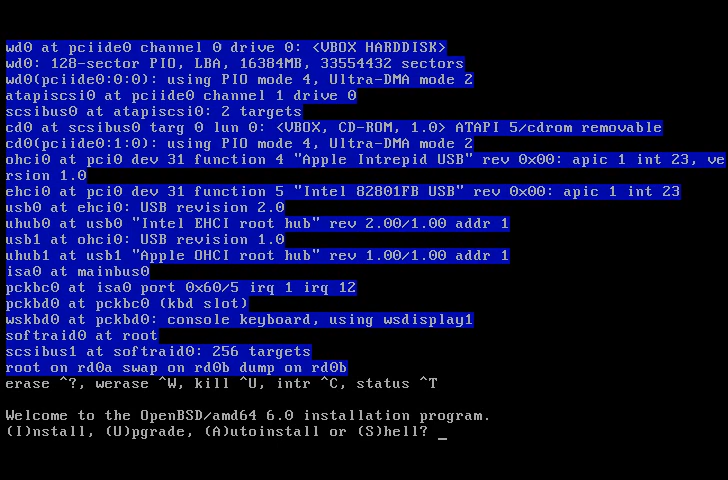 wd0 at pciide0 channel 0 drive 0: <VBOX HARDDISK>
wd0: 128-sector PIO, LBA, 16384MB, 33554432 sectors
wd0(pciide0:0:0): using PIO mode 4, Ultra-DMA mode 2
atapiscsi0 at pciide0 channel 1 drive 0
scsibus0 at atapiscsi0: 2 targets
cd0 at scsibus0 targ 0 lun 0: <VBOX, CD-ROM, 1.0> ATAPI 5/cdrom removable
cd0(pciide0:1:0): using PIO mode 4, Ultra-DMA mode 2
ohci0 at pci0 dev 31 function 4 "Apple Intrepid USB" rev 0x00: apic 1 int 23, ve
rsion 1.0
ehci0 at pci0 dev 31 function 5 "Intel 82801FB USB" rev 0x00: apic 1 int 23
usb0 at ehci0: USB revision 2.0
uhub0 at usb0 "Intel EHCI root hub" rev 2.00/1.00 addr 1
usb1 at ohci0: USB revision 1.0
uhub1 at usb1 "Apple OHCI root hub" rev 1.00/1.00 addr 1
isa0 at mainbus0
pckbc0 at isa0 port 0x60/5 irq 1 irq 12
pckbd0 at pckbc0 (kbd slot)
wskbd0 at pckbd0: console keyboard, using wsdisplay1
softraid0 at root
scsibus1 at softraid0: 256 targets
root on rd0a swap on rd0b dump on rd0b
erase ^?, werase ^W, kill ^U, intr ^C, status ^T
Welcome to the OpenBSD/amd64 6.0 installation program.
(I)nstall, (U)pgrade, (A)utoinstall or (S)hell? _